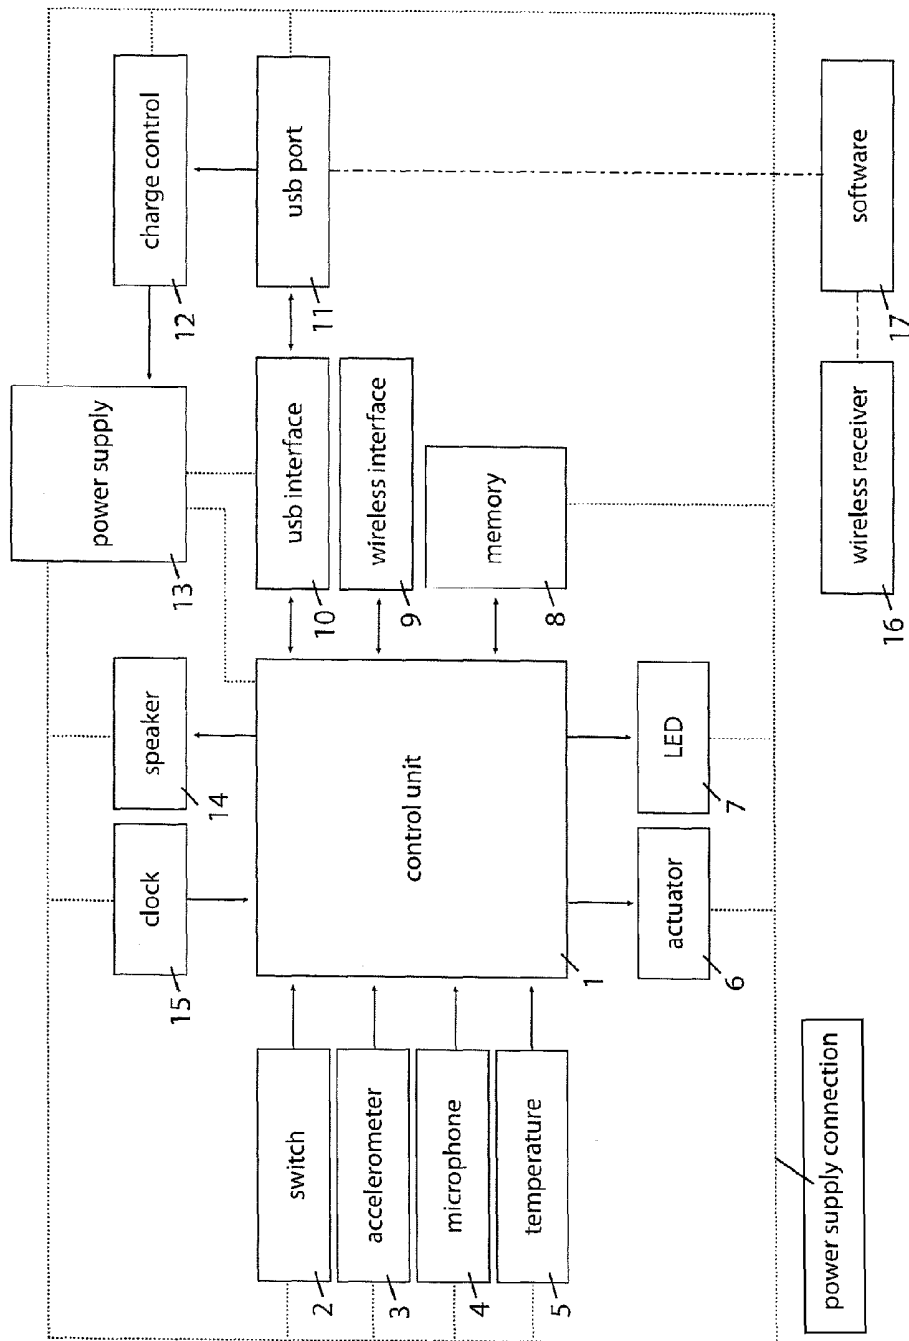 switch
2
accelerometer
3
microphone
4
temperature
5
power supply connection
clock
15
speaker
14
control unit
1
actuator
6
LED
7
power supply
13
usb interface
10
wireless interface
9
memory
8
charge control
12
usb port
11
wireless receiver
16
software
17